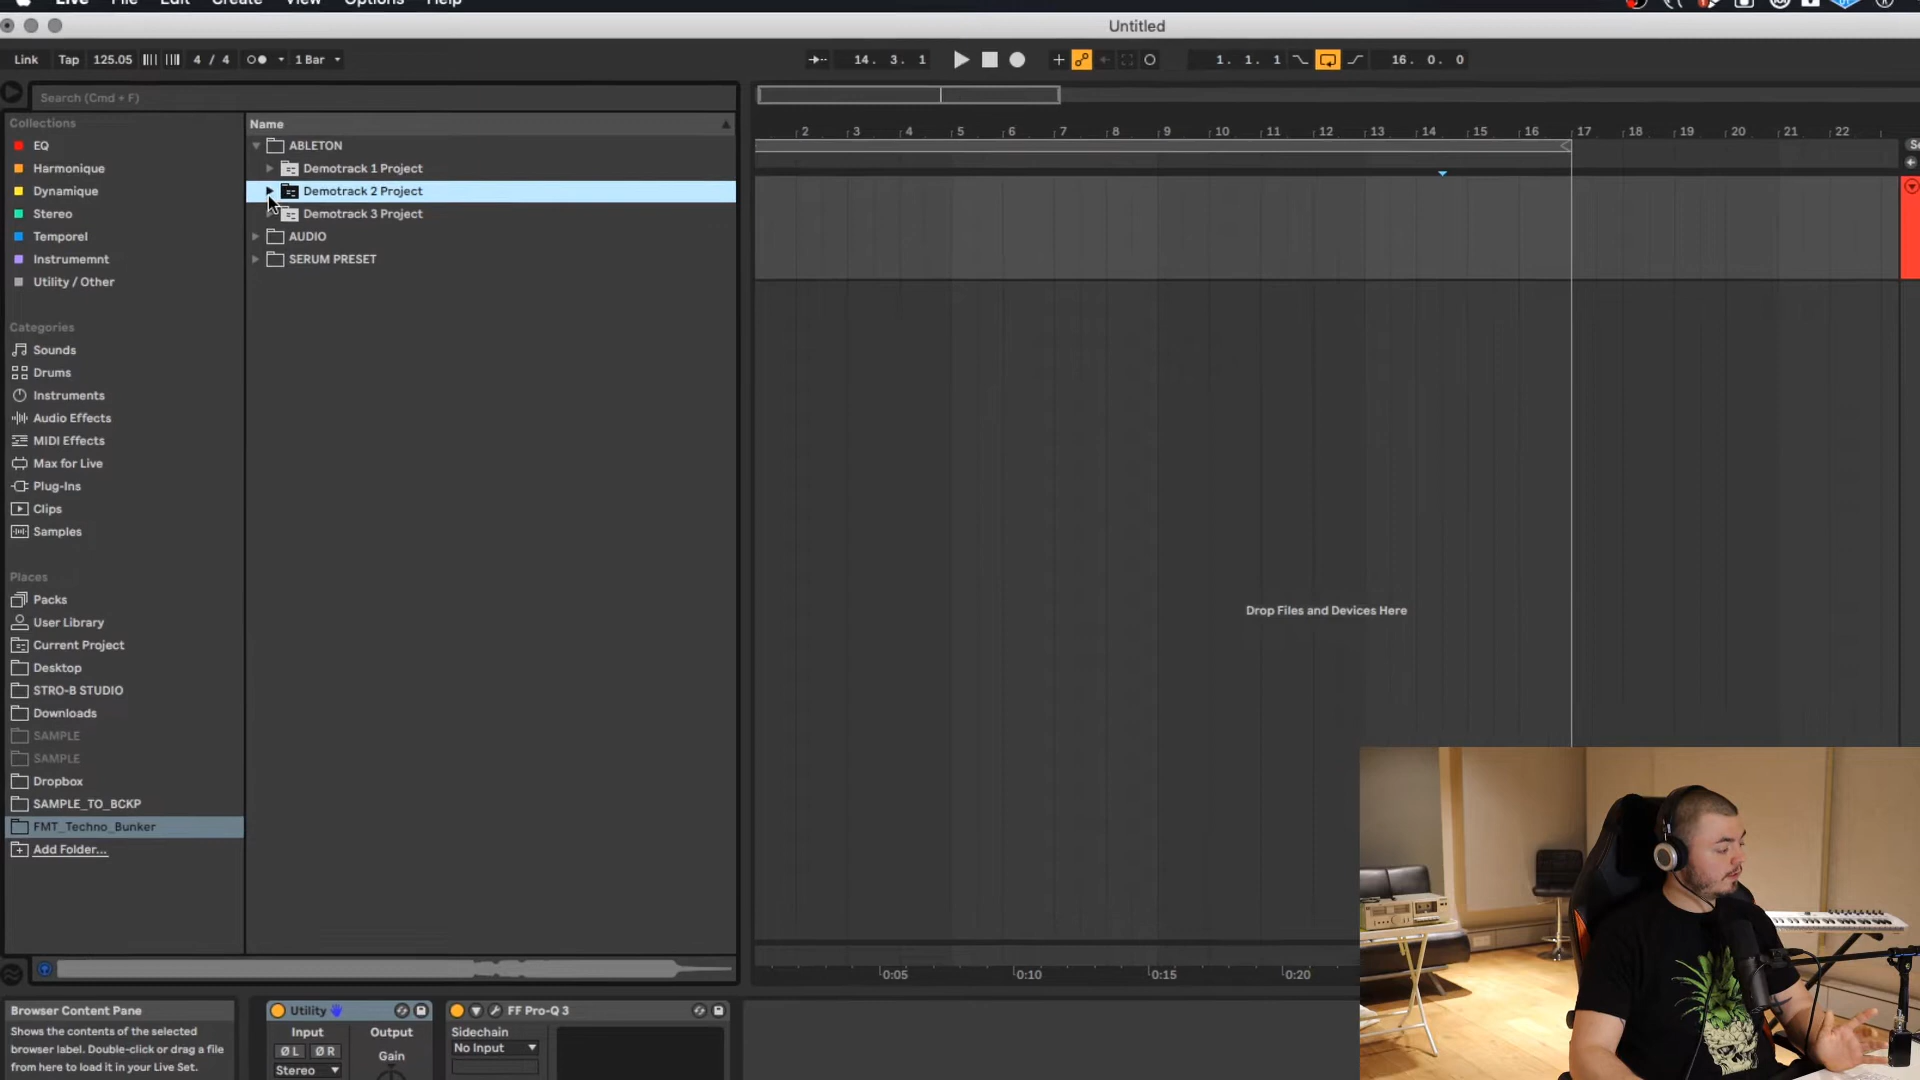 Live File Edit Create View Options Help
Untitled
Link Tap 125.05 4 / 4 1 Bar 14. 3. 1 1. 1. 1 16. 0. 0
Search (Cmd + F)
Collections
EQ
Harmonique
Dynamique
Stereo
Temporel
Instrumemnt
Utility / Other
Categories
Sounds
Drums
Instruments
Audio Effects
MIDI Effects
Max for Live
Plug-Ins
Clips
Samples
Places
Packs
User Library
Current Project
Desktop
STRO-B STUDIO
Downloads
SAMPLE
SAMPLE
Dropbox
SAMPLE_TO_BCKP
FMT_Techno_Bunker
Add Folder...
Name
ABLETON
Demotrack 1 Project
Demotrack 2 Project
Demotrack 3 Project
AUDIO
SERUM PRESET
2 3 4 5 6 7 8 9 10 11 12 13 14 15 16 17 18 19 20 21 22
Drop Files and Devices Here
0:05 0:10 0:15 0:20
Browser Content Pane
Shows the contents of the selected
browser label. Double-click or drag a file
from here to load it in your Live Set.
Utility
Input Output
Ø L Ø R
Gain
Stereo
FF Pro-Q 3
Sidechain
No Input